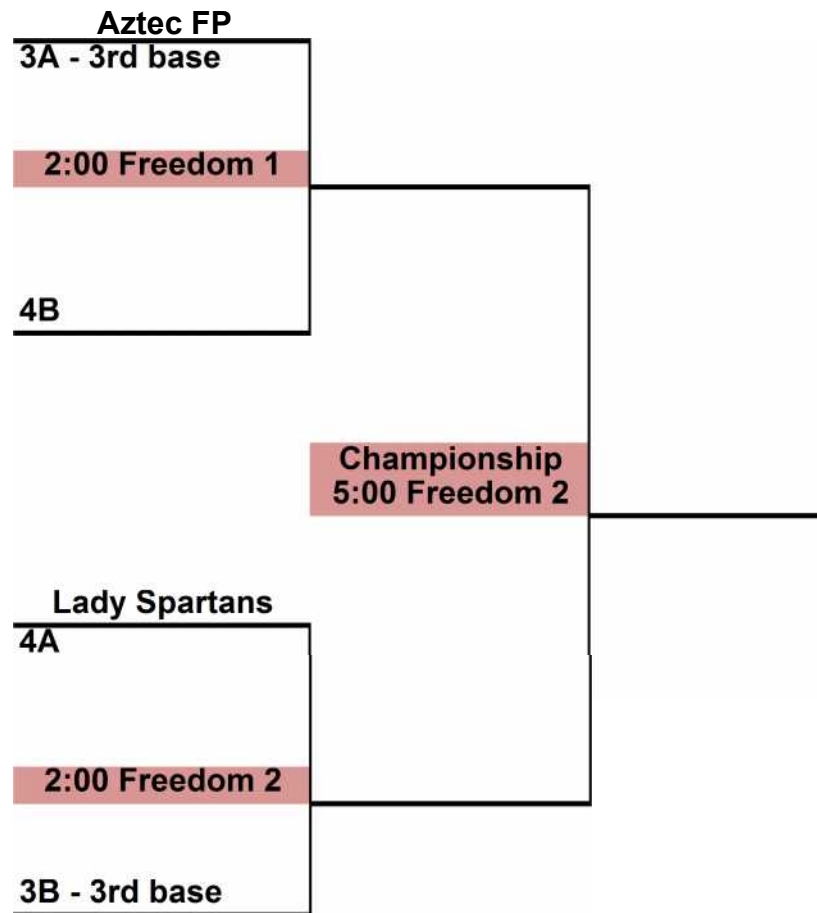 Aztec FP
3A - 3rd base
2:00 Freedom 1
4B
Championship
5:00 Freedom 2
Lady Spartans
4A
2:00 Freedom 2
3B - 3rd base